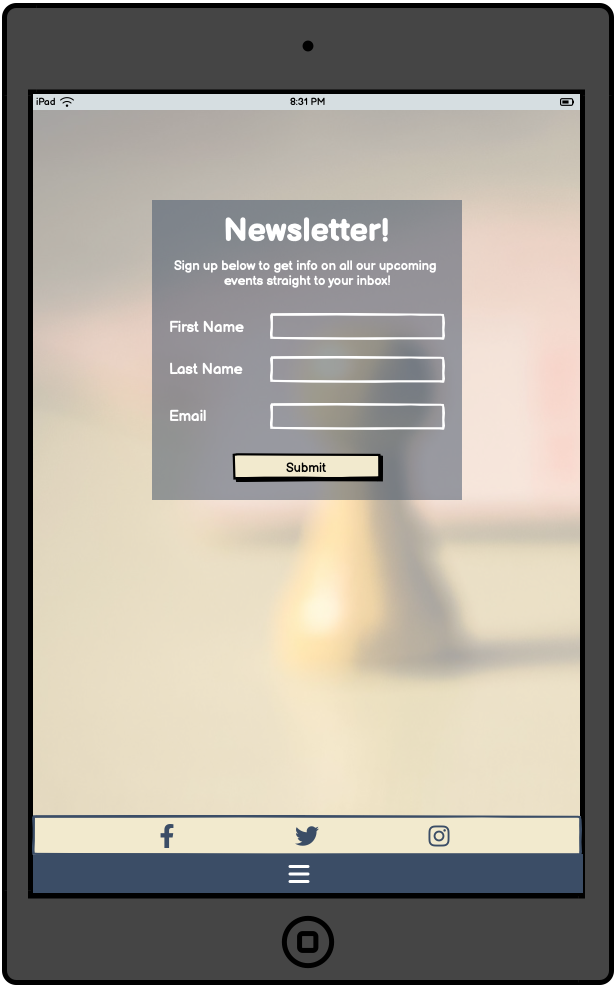 iPad
8:31 PM
Newsletter!
Sign up below to get info on all our upcoming
events straight to your inbox!
First Name
Last Name
Email
Submit